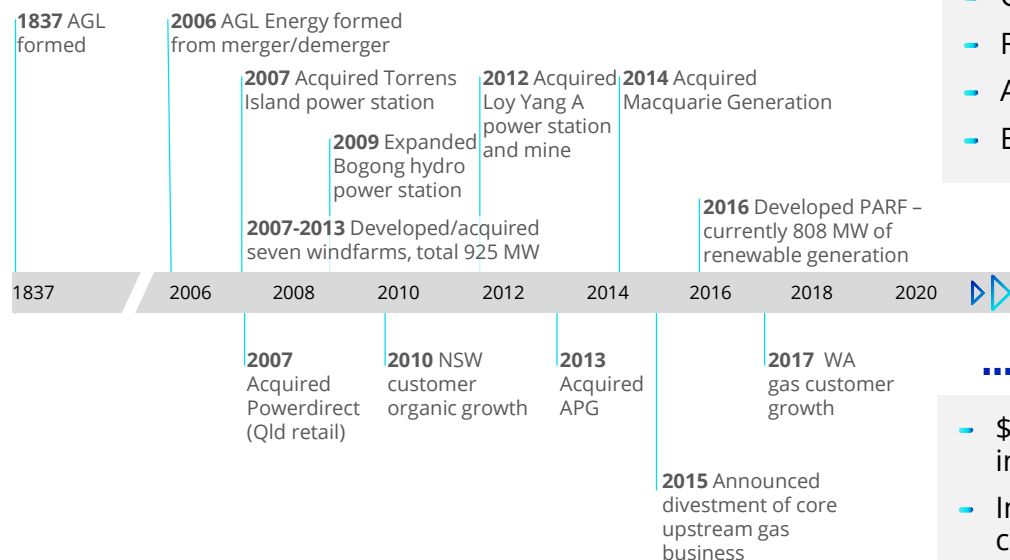 1837 AGL
formed
2006 AGL Energy formed
from merger/demerger
2007 Acquired Torrens
Island power station
2009 Expanded
Bogong hydro
power station
2007-2013 Developed/acquired
seven windfarms, total 925 MW
2012 Acquired
Loy Yang A
power station
and mine
2014 Acquired
Macquarie Generation
2016 Developed PARF –
currently 808 MW of
renewable generation
1837 2006 2008 2010 2012 2014 2016 2018 2020
2007
Acquired
Powerdirect
(Qld retail)
2010 NSW
customer
organic growth
2013
Acquired
APG
2015 Announced
divestment of core
upstream gas
business
2017 WA
gas customer
growth